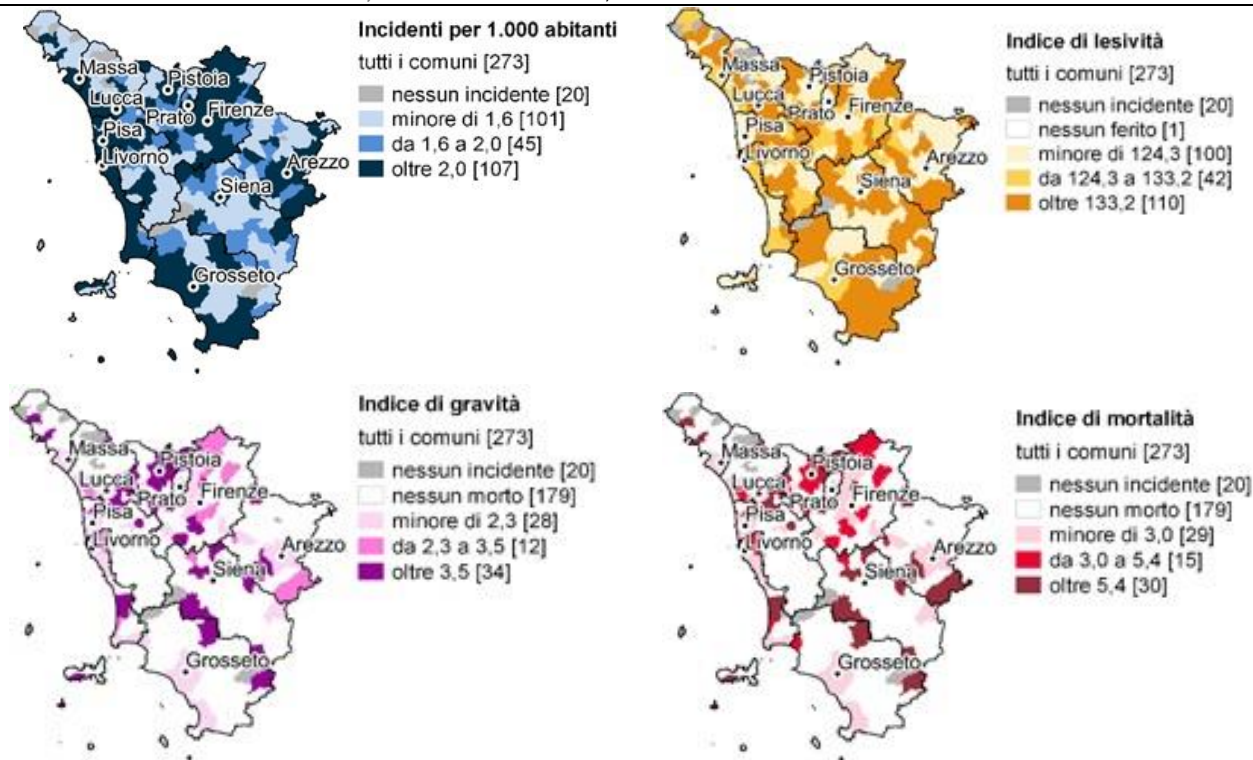 Incidenti per 1.000 abitanti
tutti i comuni [273]
nessun incidente [20]
minore di 1,6 [101]
da 1,6 a 2,0 [45]
oltre 2,0 [107]
Massa
Pistoia
Lucca
Prato
Firenze
Pisa
Livorno
Arezzo
Siena
Grosseto
Indice di lesività
tutti i comuni [273]
nessun incidente [20]
nessun ferito [1]
minore di 124,3 [100]
da 124,3 a 133,2 [42]
oltre 133,2 [110]
Massa
Pistoia
Lucca
Prato
Firenze
Pisa
Livorno
Arezzo
Siena
Grosseto
Indice di gravità
tutti i comuni [273]
nessun incidente [20]
nessun morto [179]
minore di 2,3 [28]
da 2,3 a 3,5 [12]
oltre 3,5 [34]
Massa
Pistoia
Lucca
Prato
Firenze
Pisa
Livorno
Arezzo
Siena
Grosseto
Indice di mortalità
tutti i comuni [273]
nessun incidente [20]
nessun morto [179]
minore di 3,0 [29]
da 3,0 a 5,4 [15]
oltre 5,4 [30]
Massa
Pistoia
Lucca
Prato
Firenze
Pisa
Livorno
Arezzo
Siena
Grosseto